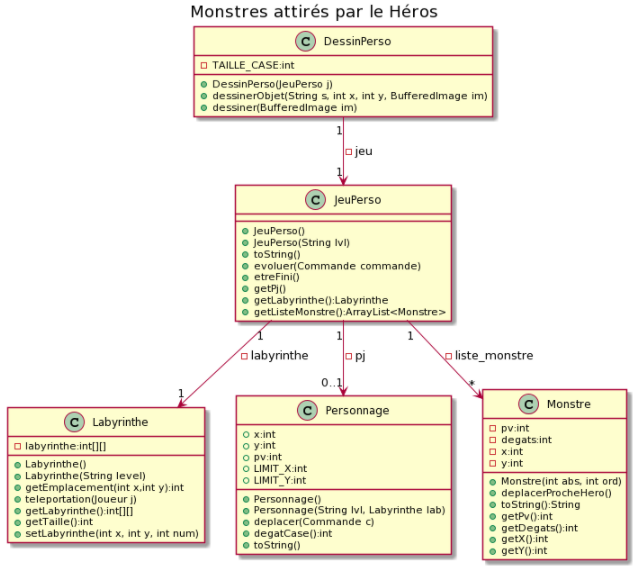 Monstres attirés par le Héros
C DessinPerso
TAILLE_CASE:int
DessinPerso(JeuPerso j)
dessinerObjet(String s, int x, int y, BufferedImage im)
dessiner(BufferedImage im)
1
jeu
1
C JeuPerso
JeuPerso()
JeuPerso(String lvl)
toString()
evoluer(Commande commande)
etreFini()
getPj()
getLabyrinthe():Labyrinthe
getListeMonstre():ArrayList<Monstre>
1 1 1
labyrinthe pj liste_monstre
1 0..1 *
C Labyrinthe
labyrinthe:int[][]
Labyrinthe()
Labyrinthe(String level)
getEmplacement(int x,int y):int
teleportation(Joueur j)
getLabyrinthe():int[][]
getTaille():int
setLabyrinthe(int x, int y, int num)
C Personnage
x:int
y:int
pv:int
LIMIT_X:int
LIMIT_Y:int
Personnage()
Personnage(String lvl, Labyrinthe lab)
deplacer(Commande c)
degatCase():int
toString()
C Monstre
pv:int
degats:int
x:int
y:int
Monstre(int abs, int ord)
deplacerProcheHero()
toString():String
getPv():int
getDegats():int
getX():int
getY():int